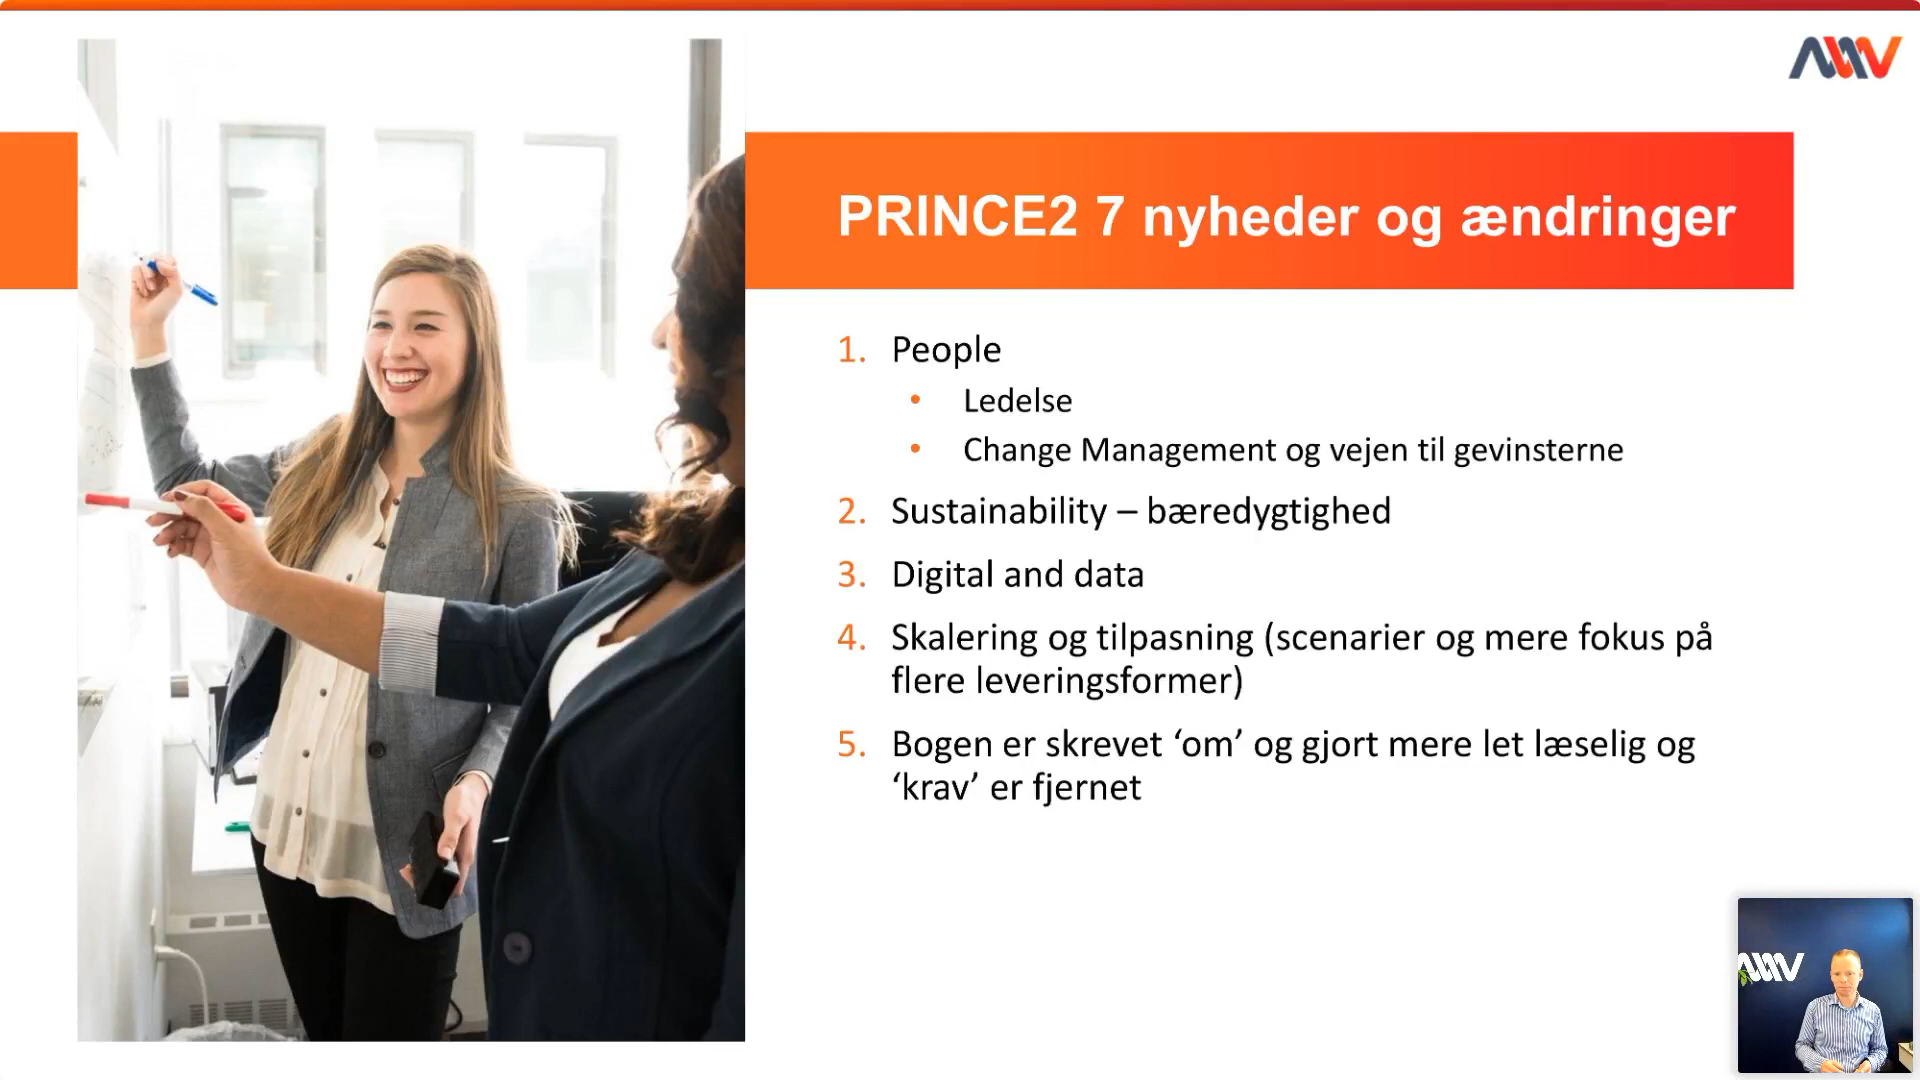 PRINCE2 7 nyheder og ændringer
1. People
• Ledelse
• Change Management og vejen til gevinsterne
2. Sustainability – bæredygtighed
3. Digital and data
4. Skalering og tilpasning (scenarier og mere fokus på
flere leveringsformer)
5. Bogen er skrevet ‘om’ og gjort mere let læselig og
‘krav’ er fjernet